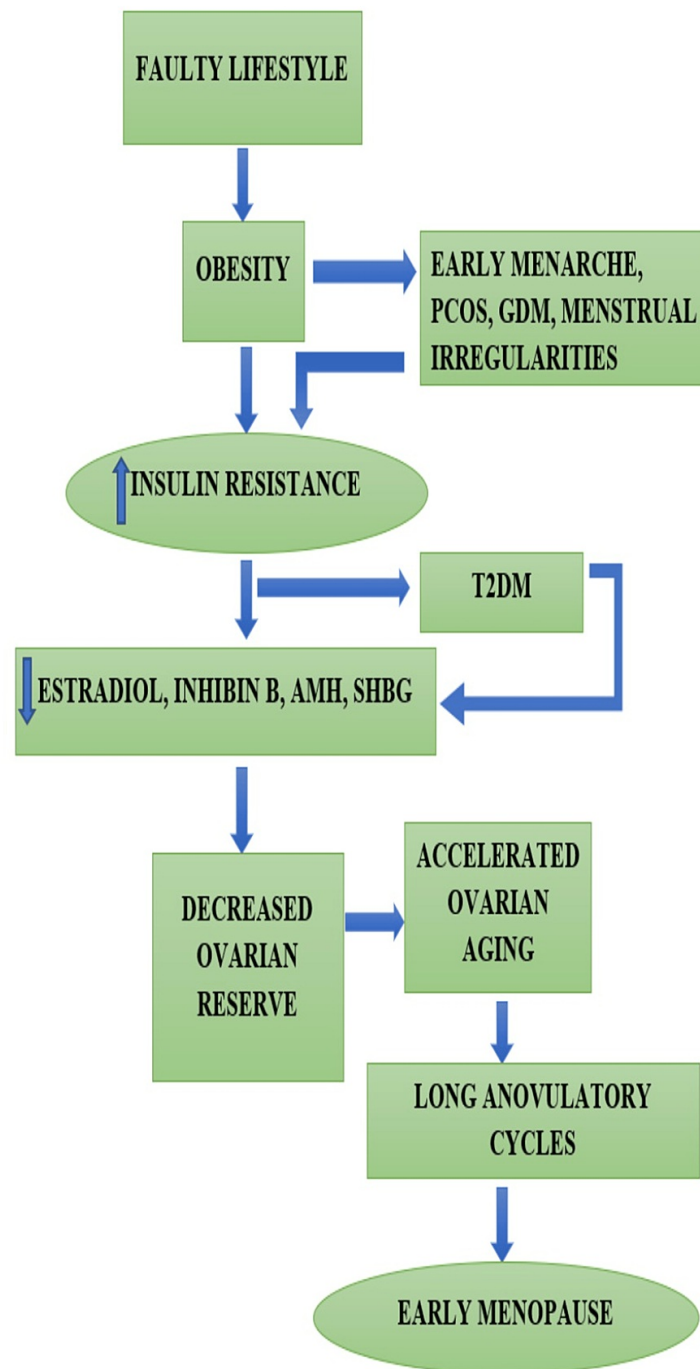 FAULTY LIFESTYLE
OBESITY
EARLY MENARCHE,
PCOS, GDM, MENSTRUAL
IRREGULARITIES
INSULIN RESISTANCE
T2DM
ESTRADIOL, INHIBIN B, AMH, SHBG
DECREASED
OVARIAN
RESERVE
ACCELERATED
OVARIAN
AGING
LONG ANOVULATORY
CYCLES
EARLY MENOPAUSE